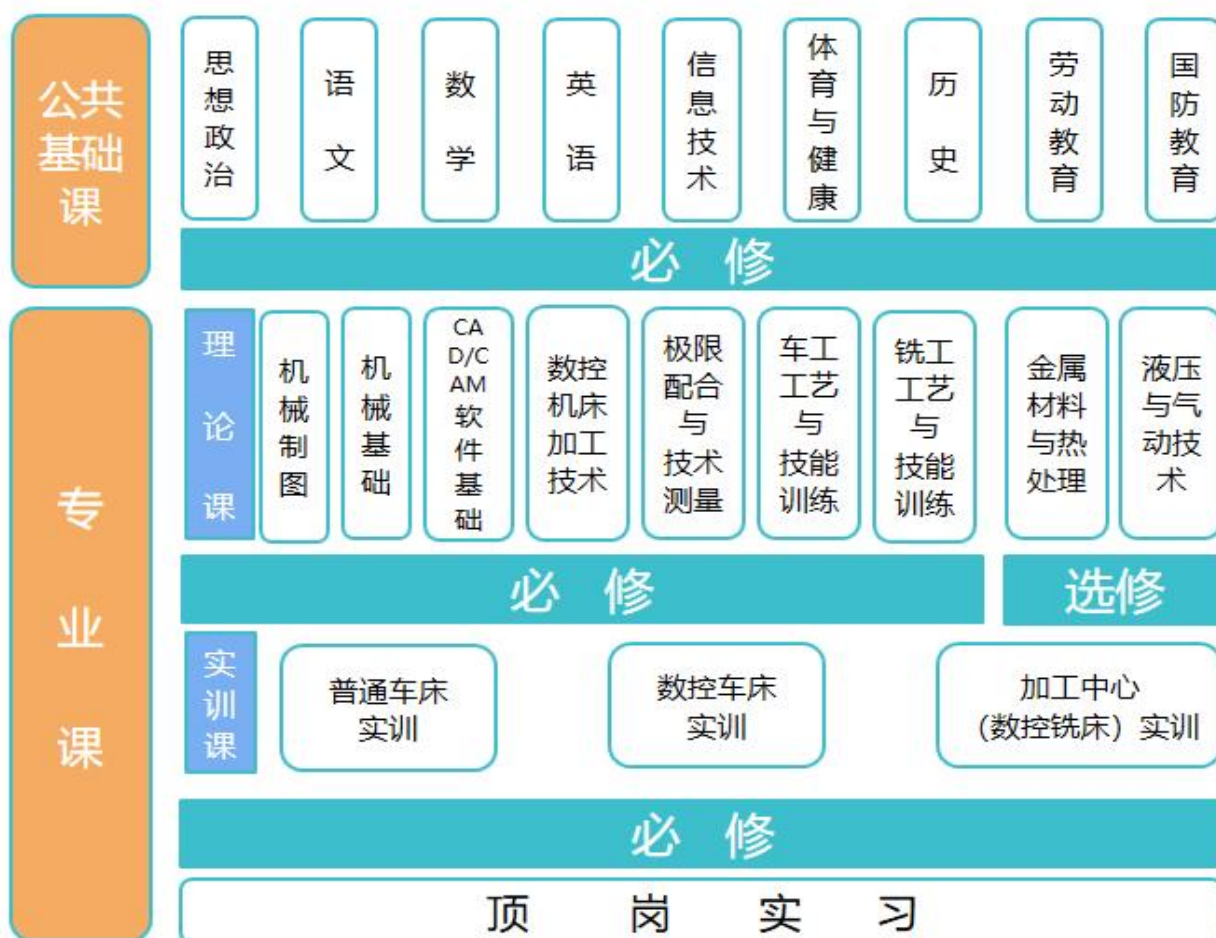 公共
基础
课
思想政治
语文
数学
英语
信息技术
体育与健康
历史
劳动教育
国防教育
必修
专业课
理论课
机械制图
机械基础
CA
D/C
AM
软件基础
数控
机床
加工
技术
极限
配合
与
技术
测量
车工
工艺
与
技能
训练
铣工
工艺
与
技能
训练
金属
材料
与热
处理
液压
与气
动技
术
必修
选修
实训课
普通车床
实训
数控车床
实训
加工中心
（数控铣床）实训
必修
顶岗实习